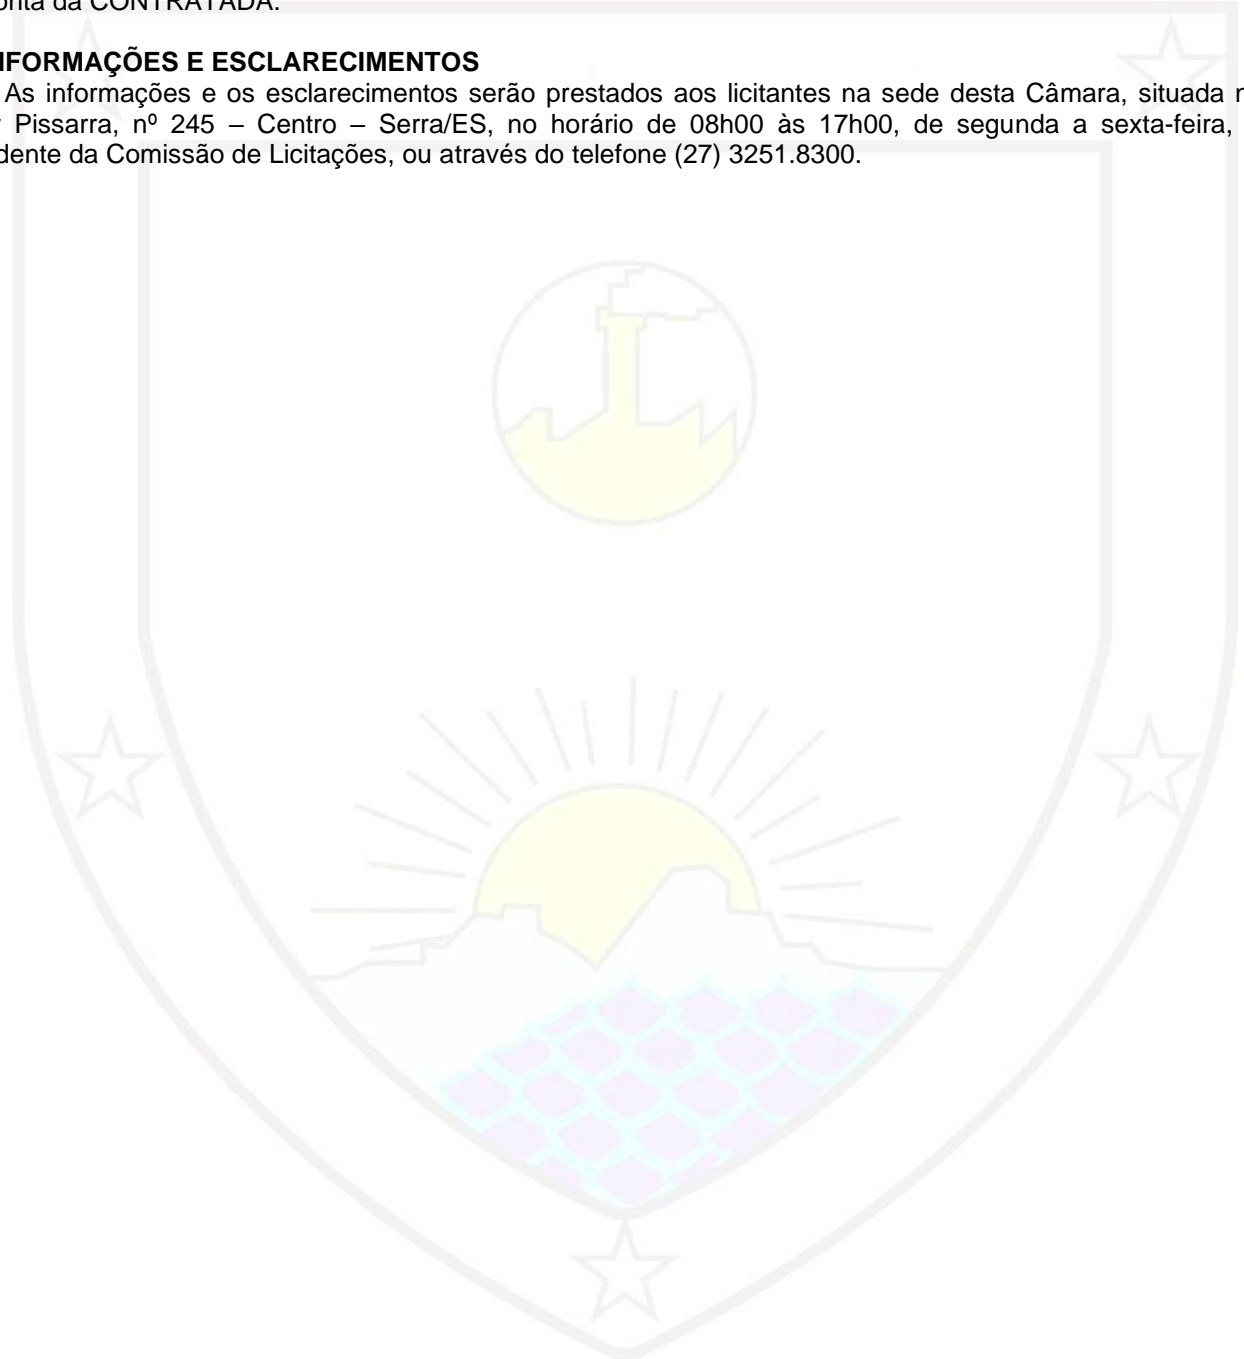 onta da CONTRATADA.
NFORMAÇÕES E ESCLARECIMENTOS
As informações e os esclarecimentos serão prestados aos licitantes na sede desta Câmara, situada
Pissarra, nº 245 – Centro – Serra/ES, no horário de 08h00 às 17h00, de segunda a sexta-feira,
dente da Comissão de Licitações, ou através do telefone (27) 3251.8300.